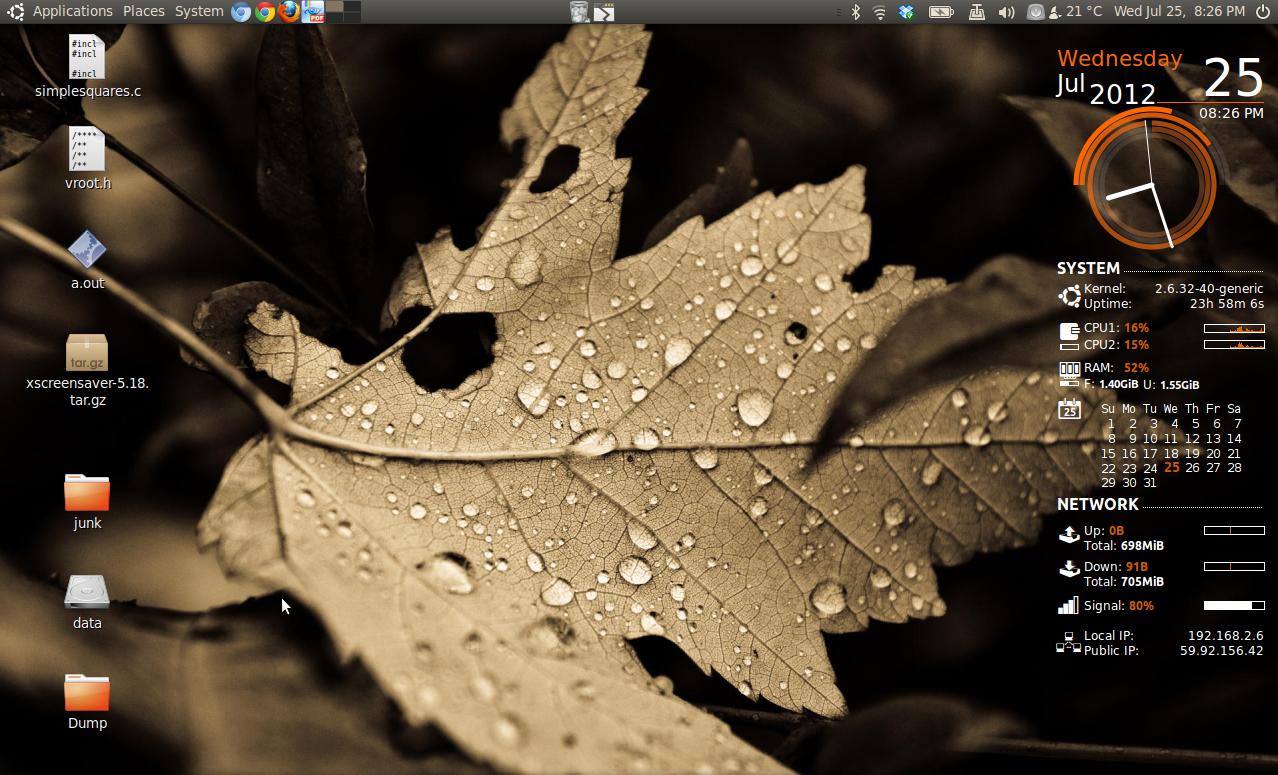 Applications Places System
21 °C Wed Jul 25, 8:26 PM
#incl
#incl
#incl
simplesquares.c
/****
/**
/**
/**
vroot.h
a.out
tar.gz
xscreensaver-5.18.
tar.gz
junk
data
Dump
Wednesday
Jul 2012 25
08:26 PM
SYSTEM
Kernel: 2.6.32-40-generic
Uptime: 23h 58m 6s
CPU1: 16%
CPU2: 15%
RAM: 52%
F: 1.40GiB U: 1.55GiB
25
Su Mo Tu We Th Fr Sa
1 2 3 4 5 6 7
8 9 10 11 12 13 14
15 16 17 18 19 20 21
22 23 24 25 26 27 28
29 30 31
NETWORK
Up: 0B
Total: 698MiB
Down: 91B
Total: 705MiB
Signal: 80%
Local IP: 192.168.2.6
Public IP: 59.92.156.42
PDF